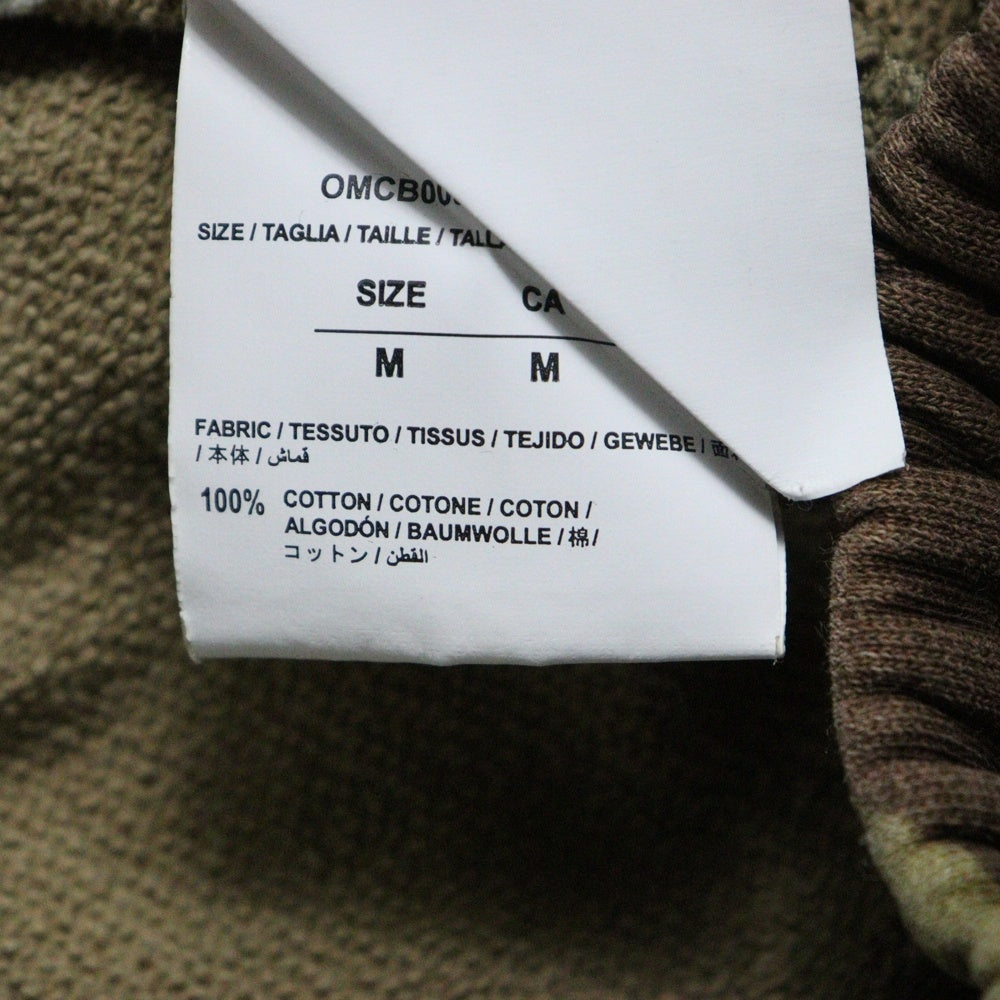 OMCB00
SIZE / TAGLIA / TAILLE /
SIZE CA
M M
FABRIC / TESSUTO / TISSUS / TEJIDO / GEWEBE / 面
/ 本体 / قماش
100% COTTON / COTONE / COTON /
ALGODÓN / BAUMWOLLE / 棉 /
コットン / القطن